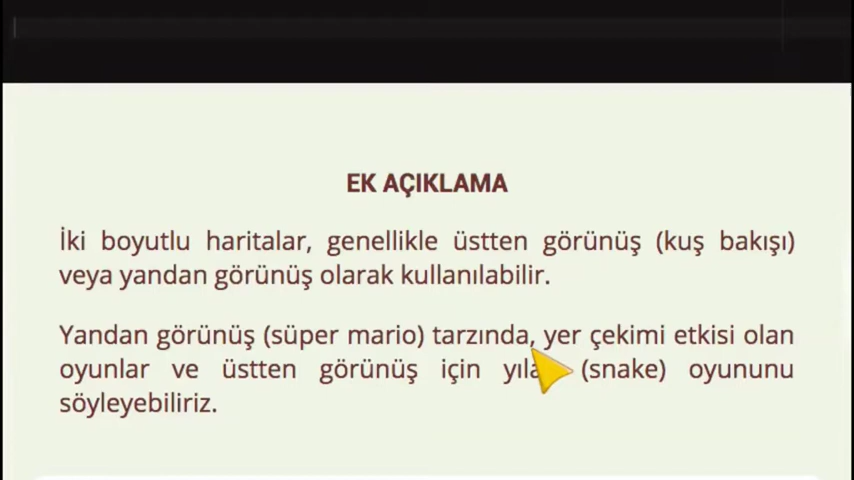 EK AÇIKLAMA
İki boyutlu haritalar, genellikle üstten görünüş (kuş bakışı)
veya yandan görünüş olarak kullanılabilir.
Yandan görünüş (süper mario) tarzında, yer çekimi etkisi olan
oyunlar ve üstten görünüş için (snake) oyununu
söyleyebiliriz.